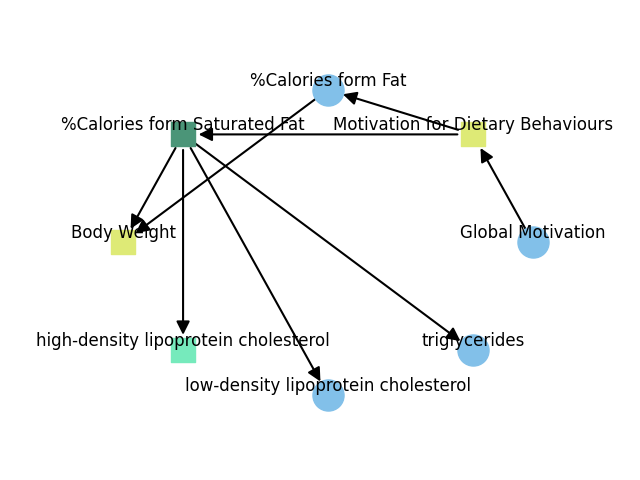 %Calories form Fat
%Calories form Saturated Fat
Motivation for Dietary Behaviours
Body Weight
Global Motivation
high-density lipoprotein cholesterol
triglycerides
low-density lipoprotein cholesterol